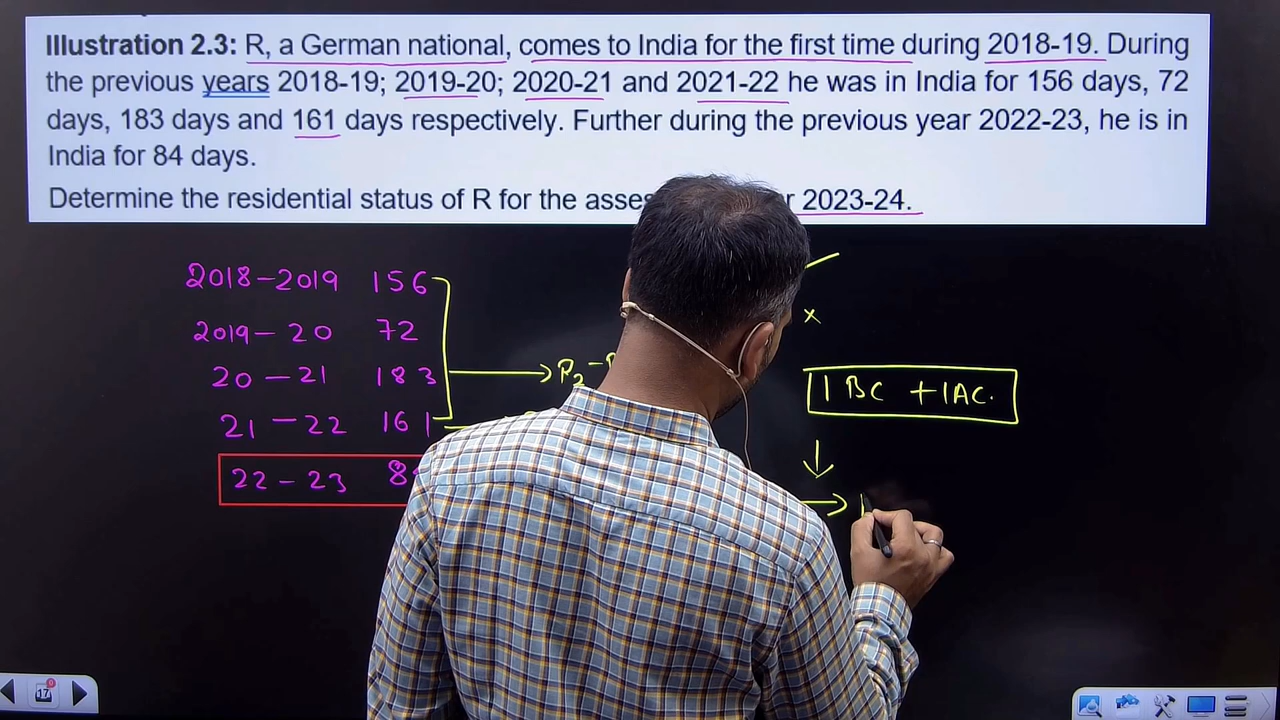 Illustration 2.3: R, a German national, comes to India for the first time during 2018-19. During
the previous years 2018-19; 2019-20; 2020-21 and 2021-22 he was in India for 156 days, 72
days, 183 days and 161 days respectively. Further during the previous year 2022-23, he is in
India for 84 days.
Determine the residential status of R for the 2023-24.
2018-2019 156
2019-20 72
20-21 183
21-22 161
22-23
P2
x
1 BC + 1AC.
17